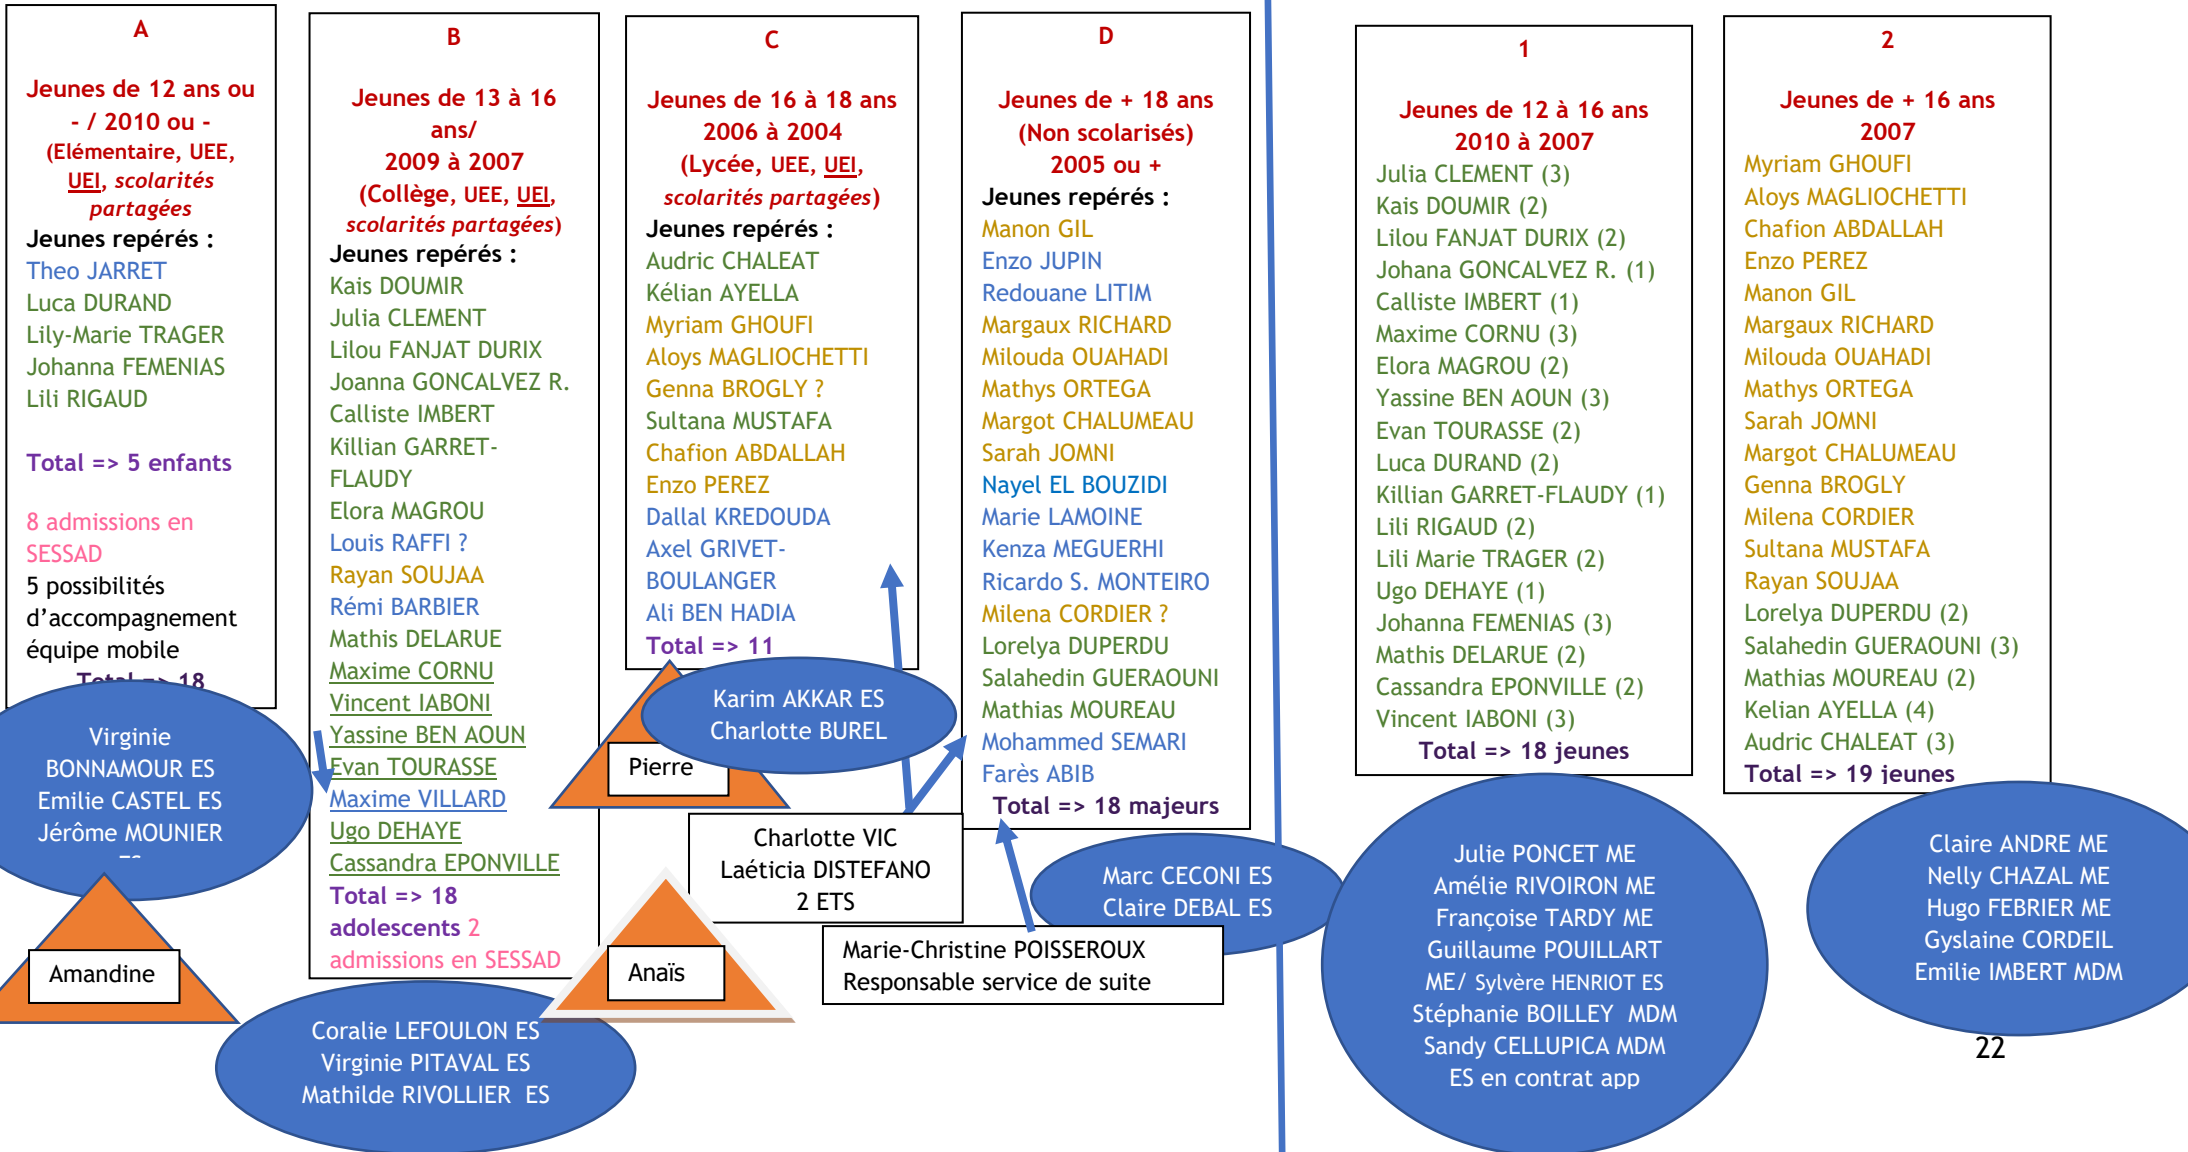 A
Jeunes de 12 ans ou
- / 2010 ou -
(Elémentaire, UEE,
UEI, scolarités
partagées
Jeunes repérés :
Theo JARRET
Luca DURAND
Lily-Marie TRAGER
Johanna FEMENIAS
Lili RIGAUD
Total => 5 enfants
8 admissions en
SESSAD
5 possibilités
d’accompagnement
équipe mobile
Total => 18
Virginie
BONNAMOUR ES
Emilie CASTEL ES
Jérôme MOUNIER
Amandine
B
Jeunes de 13 à 16
ans/
2009 à 2007
(Collège, UEE, UEI,
scolarités partagées)
Jeunes repérés :
Kais DOUMIR
Julia CLEMENT
Lilou FANJAT DURIX
Joanna GONCALVEZ R.
Calliste IMBERT
Killian GARRET-
FLAUDY
Elora MAGROU
Louis RAFFI ?
Rayan SOUJAA
Rémi BARBIER
Mathis DELARUE
Maxime CORNU
Vincent IABONI
Yassine BEN AOUN
Evan TOURASSE
Maxime VILLARD
Ugo DEHAYE
Cassandra EPONVILLE
Total => 18
adolescents 2
admissions en SESSAD
Coralie LEFOULON ES
Virginie PITAVAL ES
Mathilde RIVOLLIER  ES
C
Jeunes de 16 à 18 ans
2006 à 2004
(Lycée, UEE, UEI,
scolarités partagées)
Jeunes repérés :
Audric CHALEAT
Kélian AYELLA
Myriam GHOUFI
Aloys MAGLIOCHETTI
Genna BROGLY ?
Sultana MUSTAFA
Chafion ABDALLAH
Enzo PEREZ
Dallal KREDOUDA
Axel GRIVET-
BOULANGER
Ali BEN HADIA
Total => 11
Karim AKKAR ES
Charlotte BUREL
Pierre
Charlotte VIC
Laéticia DISTEFANO
2 ETS
Anaïs
D
Jeunes de + 18 ans
(Non scolarisés)
2005 ou +
Jeunes repérés :
Manon GIL
Enzo JUPIN
Redouane LITIM
Margaux RICHARD
Milouda OUAHADI
Mathys ORTEGA
Margot CHALUMEAU
Sarah JOMNI
Nayel EL BOUZIDI
Marie LAMOINE
Kenza MEGUERHI
Ricardo S. MONTEIRO
Milena CORDIER ?
Lorelya DUPERDU
Salahedin GUERAOUNI
Mathias MOUREAU
Mohammed SEMARI
Farès ABIB
Total => 18 majeurs
Marc CECONI ES
Claire DEBAL ES
Marie-Christine POISSEROUX
Responsable service de suite
1
Jeunes de 12 à 16 ans
2010 à 2007
Julia CLEMENT (3)
Kais DOUMIR (2)
Lilou FANJAT DURIX (2)
Johana GONCALVEZ R. (1)
Calliste IMBERT (1)
Maxime CORNU (3)
Elora MAGROU (2)
Yassine BEN AOUN (3)
Evan TOURASSE (2)
Luca DURAND (2)
Killian GARRET-FLAUDY (1)
Lili RIGAUD (2)
Lili Marie TRAGER (2)
Ugo DEHAYE (1)
Johanna FEMENIAS (3)
Mathis DELARUE (2)
Cassandra EPONVILLE (2)
Vincent IABONI (3)
Total => 18 jeunes
Julie PONCET ME
Amélie RIVOIRON ME
Françoise TARDY ME
Guillaume POUILLART
ME/ Sylvère HENRIOT ES
Stéphanie BOILLEY  MDM
Sandy CELLUPICA MDM
ES en contrat app
2
Jeunes de + 16 ans
2007
Myriam GHOUFI
Aloys MAGLIOCHETTI
Chafion ABDALLAH
Enzo PEREZ
Manon GIL
Margaux RICHARD
Milouda OUAHADI
Mathys ORTEGA
Sarah JOMNI
Margot CHALUMEAU
Genna BROGLY
Milena CORDIER
Sultana MUSTAFA
Rayan SOUJAA
Lorelya DUPERDU (2)
Salahedin GUERAOUNI (3)
Mathias MOUREAU (2)
Kelian AYELLA (4)
Audric CHALEAT (3)
Total => 19 jeunes
Claire ANDRE ME
Nelly CHAZAL ME
Hugo FEBRIER ME
Gyslaine CORDEIL
Emilie IMBERT MDM
22